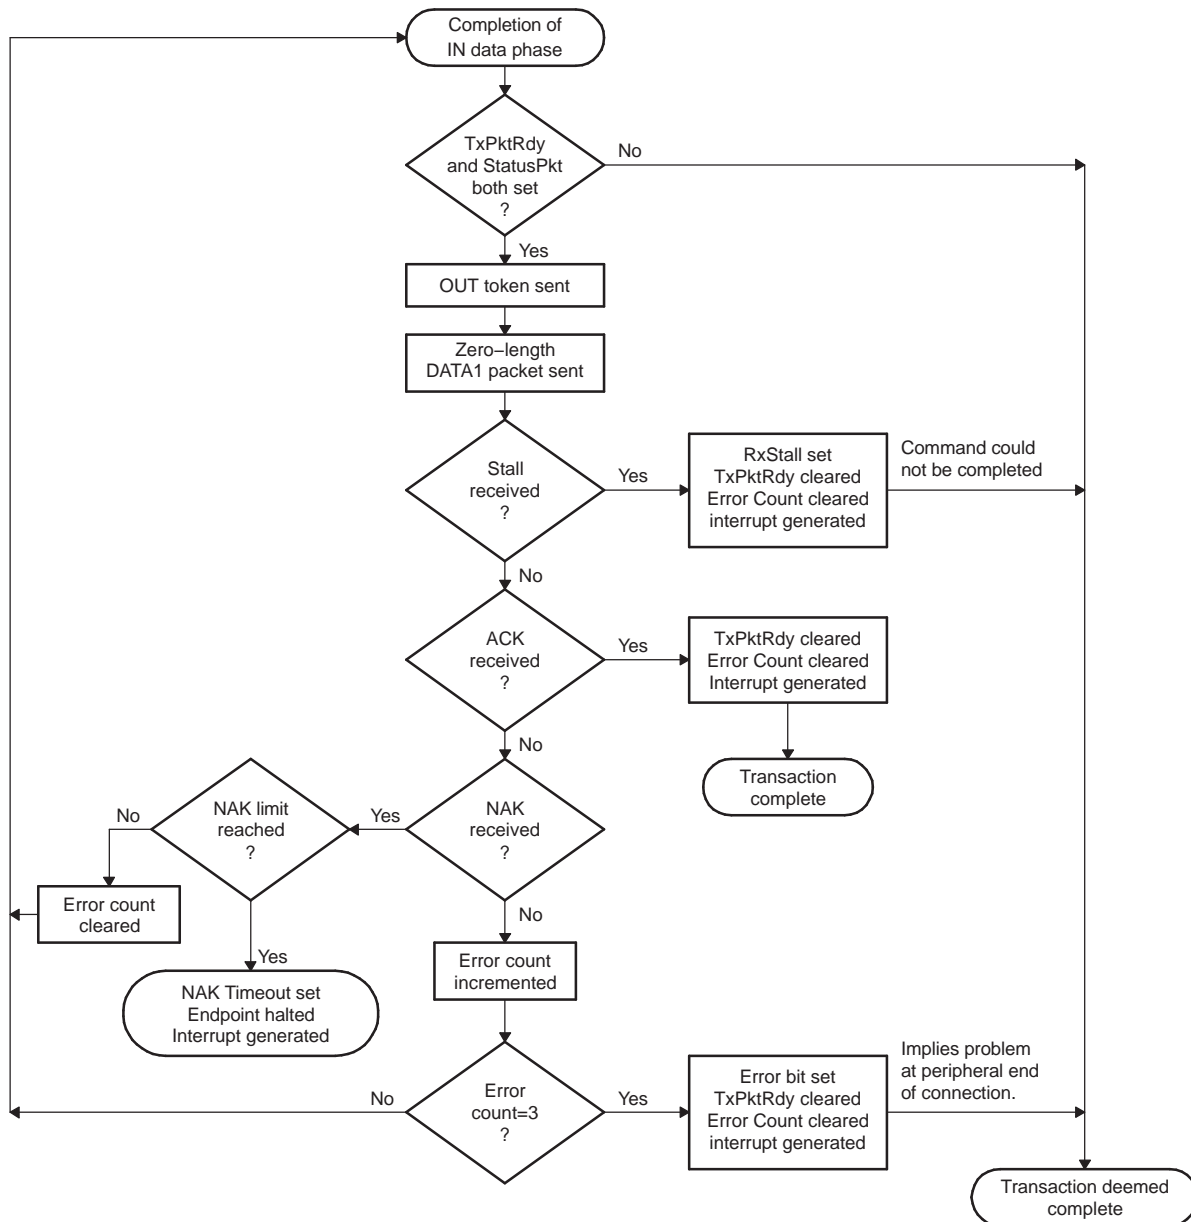 Completion of
IN data phase
TxPktRdy
and StatusPkt
both set
?
No
Yes
OUT token sent
Zero−length
DATA1 packet sent
Stall
received
?
Yes
RxStall set
TxPktRdy cleared
Error Count cleared
interrupt generated
Command could
not be completed
No
ACK
received
?
Yes
TxPktRdy cleared
Error Count cleared
Interrupt generated
No
Transaction
complete
NAK
received
?
Yes
NAK limit
reached
?
No
Error count
cleared
Yes
NAK Timeout set
Endpoint halted
Interrupt generated
No
Error count
incremented
Error
count=3
?
No
Yes
Error bit set
TxPktRdy cleared
Error Count cleared
interrupt generated
Implies problem
at peripheral end
of connection.
Transaction deemed
complete